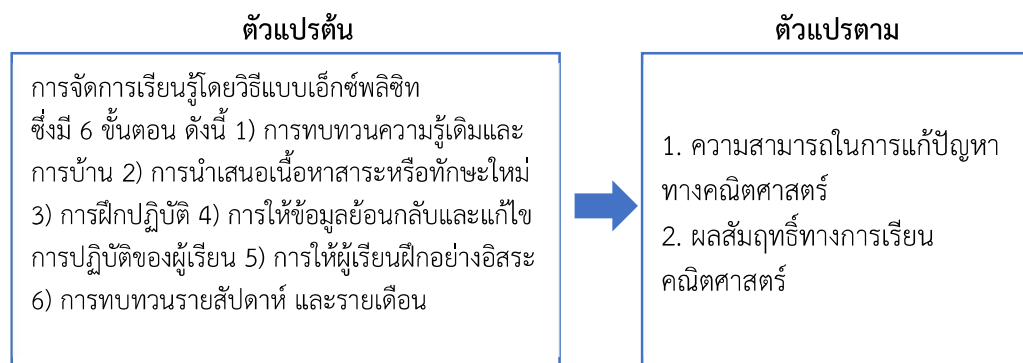 ตัวแปรต้น
การจัดการเรียนรู้โดยวิธีแบบเอ็กซ์พลิซิท
ซึ่งมี 6 ขั้นตอน ดังนี้ 1) การทบทวนความรู้เดิมและ
การบ้าน 2) การนำเสนอเนื้อหาสาระหรือทักษะใหม่
3) การฝึกปฏิบัติ 4) การให้ข้อมูลย้อนกลับและแก้ไข
การปฏิบัติของผู้เรียน 5) การให้ผู้เรียนฝึกอย่างอิสระ
6) การทบทวนรายสัปดาห์ และรายเดือน
ตัวแปรตาม
1. ความสามารถในการแก้ปัญหา
ทางคณิตศาสตร์
2. ผลสัมฤทธิ์ทางการเรียน
คณิตศาสตร์